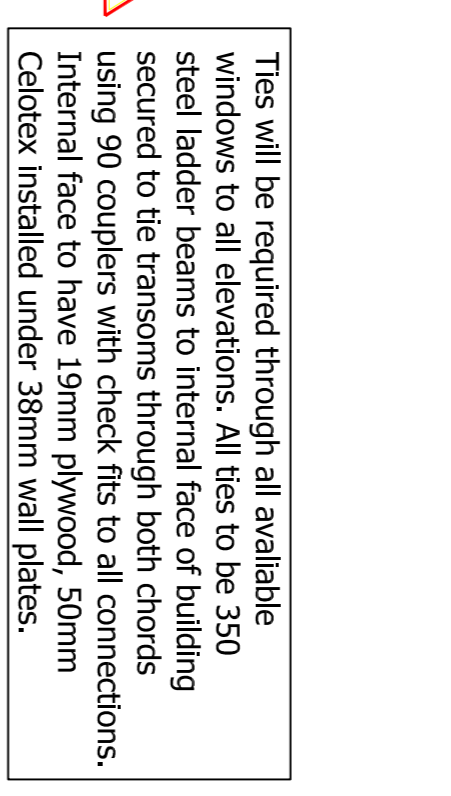 Ties will be required through all avaliable
windows to all elevations. All ties to be 350
steel ladder beams to internal face of building
secured to tie transoms through both chords
using 90 couplers with check fits to all connections.
Internal face to have 19mm plywood, 50mm
Celotex installed under 38mm wall plates.